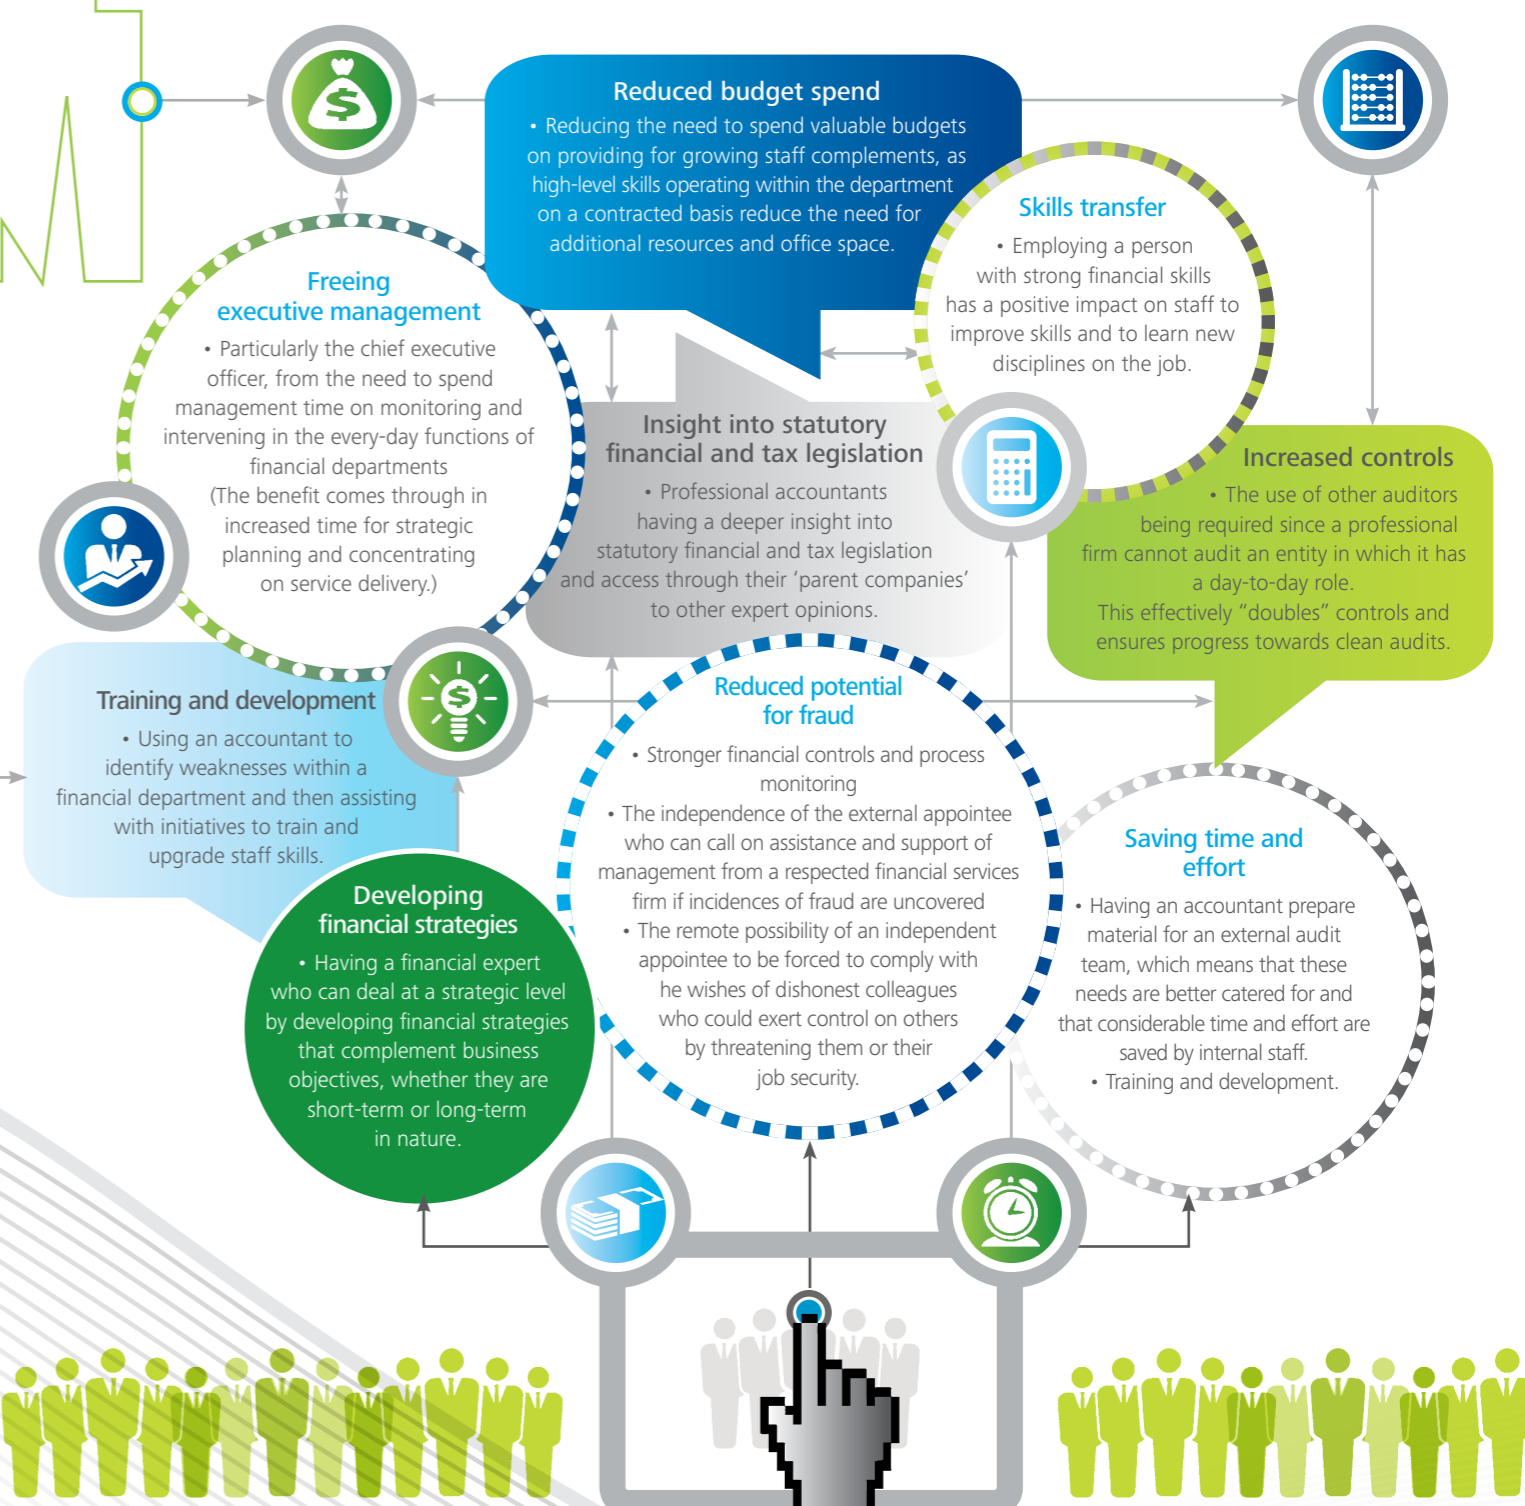 Reduced budget spend
• Reducing the need to spend valuable budgets
on providing for growing staff complements, as
high-level skills operating within the department
on a contracted basis reduce the need for
additional resources and office space.
Skills transfer
• Employing a person
with strong financial skills
has a positive impact on staff to
improve skills and to learn new
disciplines on the job.
Freeing
executive management
• Particularly the chief executive
officer, from the need to spend
management time on monitoring and
intervening in the every-day functions of
financial departments
(The benefit comes through in
increased time for strategic
planning and concentrating
on service delivery.)
Insight into statutory
financial and tax legislation
• Professional accountants
having a deeper insight into
statutory financial and tax legislation
and access through their ‘parent companies’
to other expert opinions.
Increased controls
• The use of other auditors
being required since a professional
firm cannot audit an entity in which it has
a day-to-day role.
This effectively “doubles” controls and
ensures progress towards clean audits.
Training and development
• Using an accountant to
identify weaknesses within a
financial department and then assisting
with initiatives to train and
upgrade staff skills.
Reduced potential
for fraud
• Stronger financial controls and process
monitoring
• The independence of the external appointee
who can call on assistance and support of
management from a respected financial services
firm if incidences of fraud are uncovered
• The remote possibility of an independent
appointee to be forced to comply with
he wishes of dishonest colleagues
who could exert control on others
by threatening them or their
job security.
Saving time and
effort
• Having an accountant prepare
material for an external audit
team, which means that these
needs are better catered for and
that considerable time and effort are
saved by internal staff.
• Training and development.
Developing
financial strategies
• Having a financial expert
who can deal at a strategic level
by developing financial strategies
that complement business
objectives, whether they are
short-term or long-term
in nature.